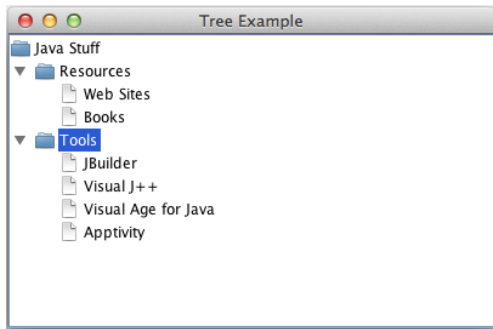 Tree Example
Java Stuff
Resources
Web Sites
Books
Tools
JBuilder
Visual J++
Visual Age for Java
Apptivity